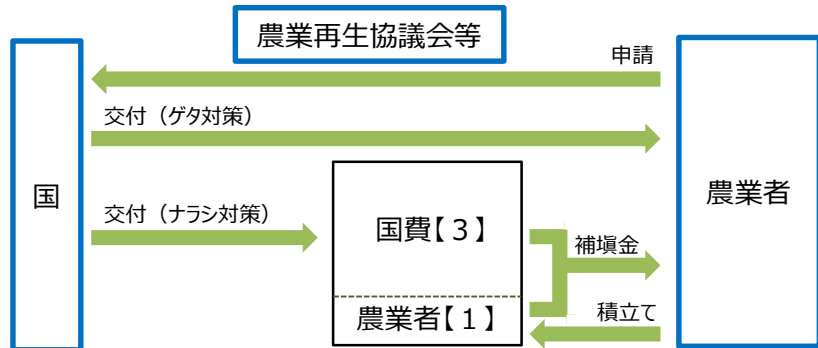 農業再生協議会等
申請
交付（ゲタ対策）
国
農業者
交付（ナラシ対策）
国費【３】
補塡金
農業者【１】
積立て